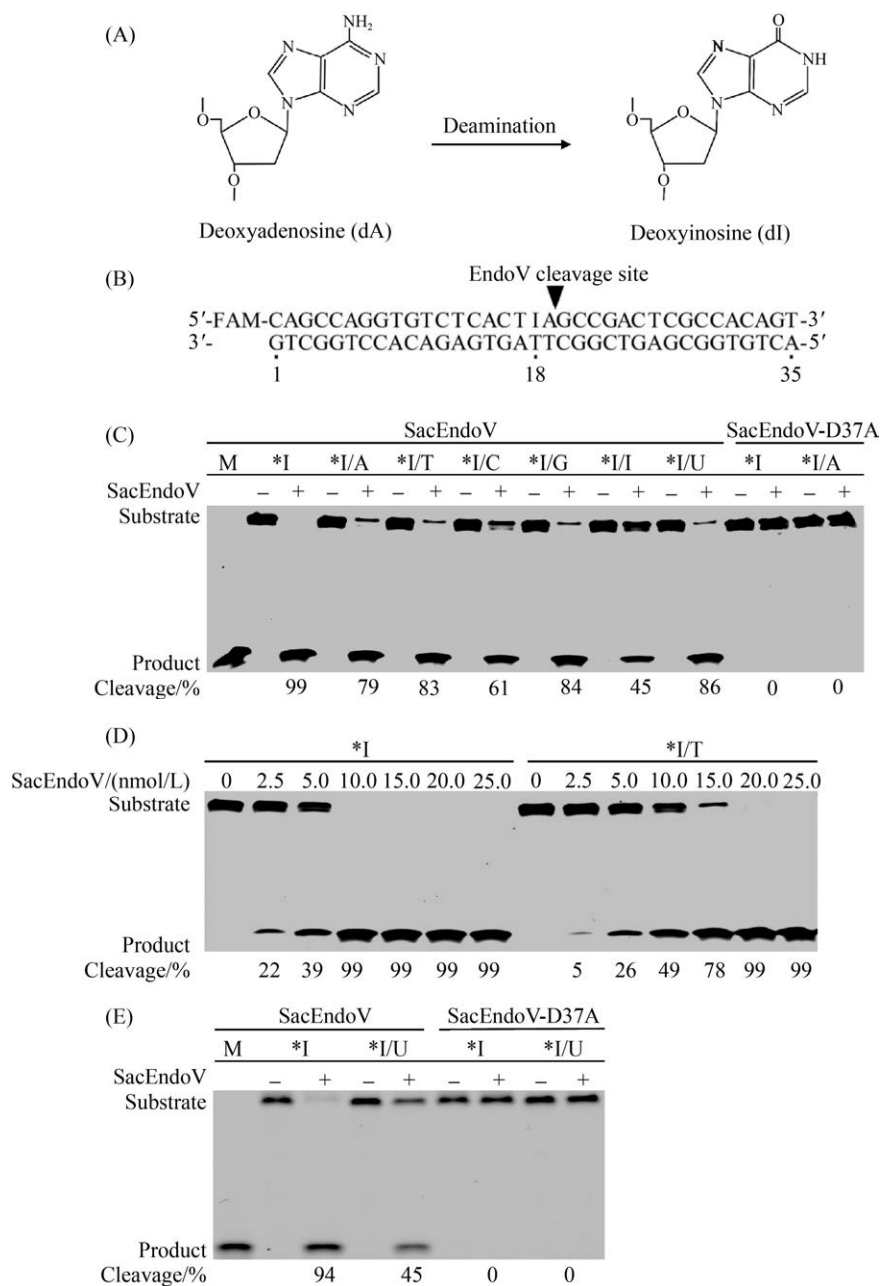 (A)
NH₂
N
N
N
N
O
O
O
Deamination
O
N
NH
N
N
O
O
O
Deoxyadenosine (dA)
Deoxyinosine (dI)
(B)
EndoV cleavage site
5′-FAM-CAGCCAGGTGTCTCACTIAGCCGACTCGCCACAGT-3′
3′- GTCGGTCCACAGAGTGATTCGGCTGAGCGGTGTCA-5′
1 18 35
(C)
SacEndoV SacEndoV-D37A
M *I *I/A *I/T *I/C *I/G *I/I *I/U *I *I/A
SacEndoV – + – + – + – + – + – + – + – + – +
Substrate
Product
Cleavage/% 99 79 83 61 84 45 86 0 0
(D)
*I *I/T
SacEndoV/(nmol/L) 0 2.5 5.0 10.0 15.0 20.0 25.0 0 2.5 5.0 10.0 15.0 20.0 25.0
Substrate
Product
Cleavage/% 22 39 99 99 99 99 5 26 49 78 99 99
(E)
SacEndoV SacEndoV-D37A
M *I *I/U *I *I/U
SacEndoV – + – + – + – +
Substrate
Product
Cleavage/% 94 45 0 0